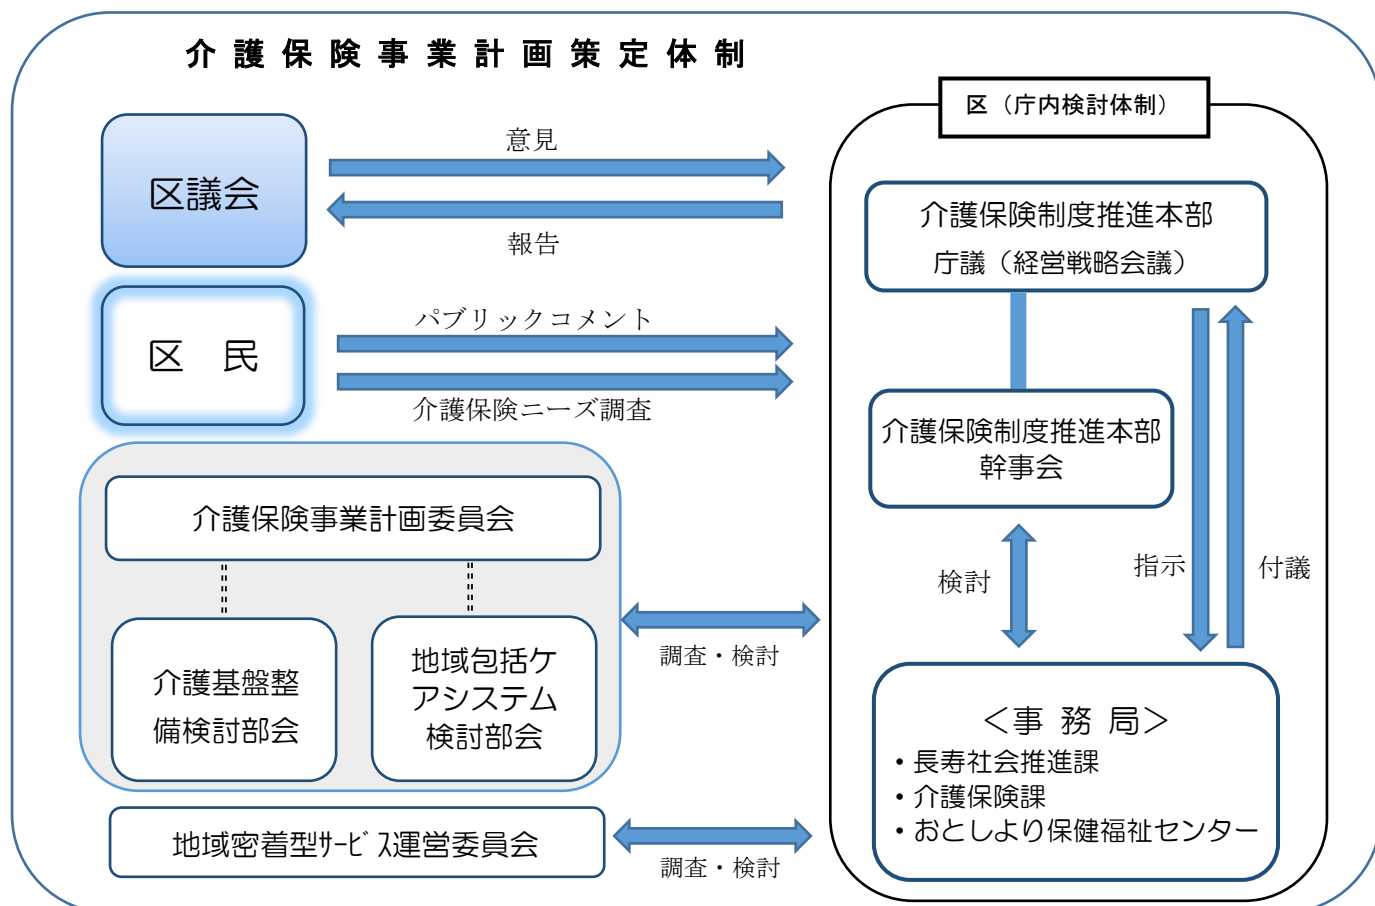 介護保険事業計画策定体制
区（庁内検討体制）
区議会
意見
報告
区　民
パブリックコメント
介護保険ニーズ調査
介護保険事業計画委員会
介護基盤整
備検討部会
地域包括ケ
アシステム
検討部会
調査・検討
地域密着型ｻｰﾋﾞｽ運営委員会
調査・検討
介護保険制度推進本部
庁議（経営戦略会議）
介護保険制度推進本部
幹事会
検討
指示
付議
＜事 務 局＞
・長寿社会推進課
・介護保険課
・おとしより保健福祉センター